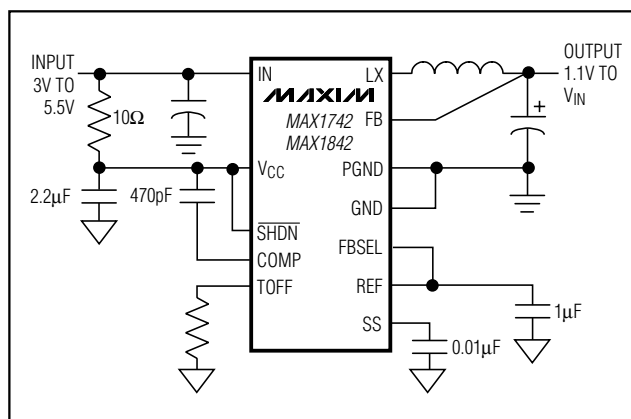 INPUT
3V TO
5.5V
10Ω
2.2µF
470pF
IN
VCC
SHDN
COMP
TOFF
MAXIM
MAX1742
MAX1842
LX
FB
PGND
GND
FBSEL
REF
SS
OUTPUT
1.1V TO
VIN
+
1µF
0.01µF